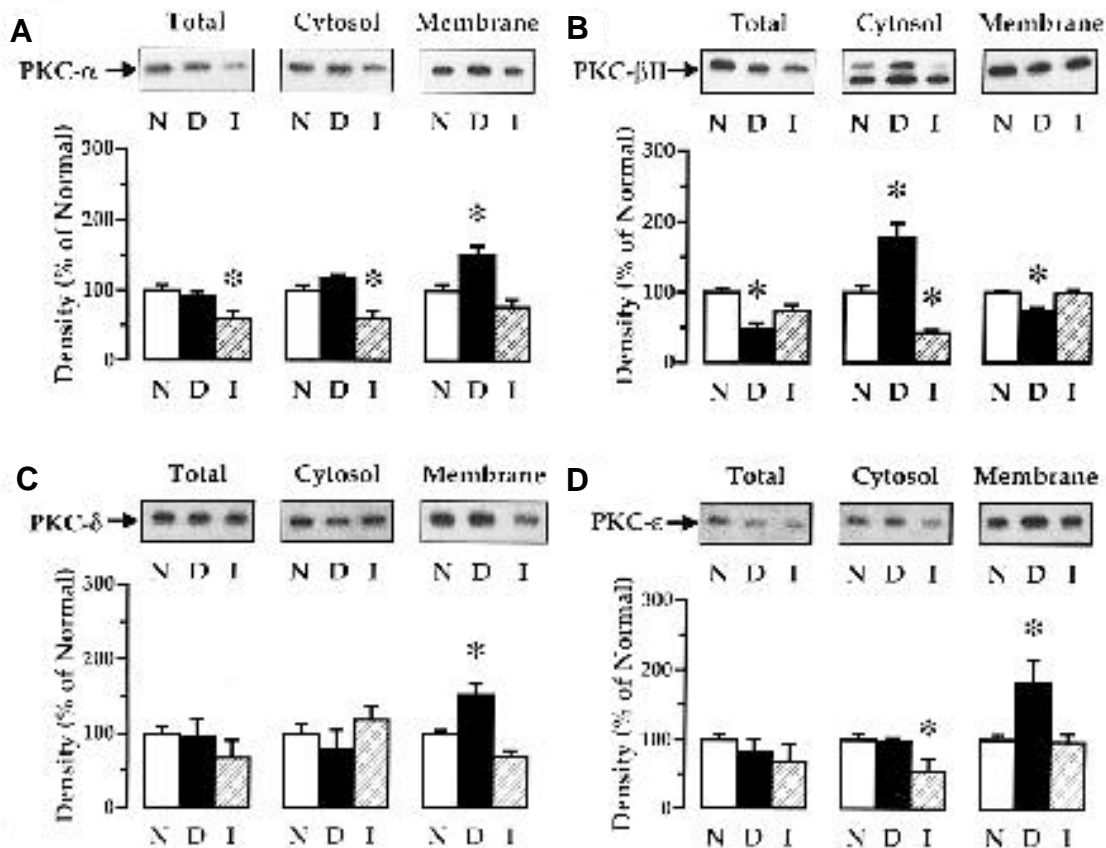 A Total Cytosol Membrane
PKC-α
N D I N D I N D I
Density (% of Normal)
300
200
100
0
* * *
N D I N D I N D I
B Total Cytosol Membrane
PKC-βII
N D I N D I N D I
Density (% of Normal)
300
200
100
0
* * * *
N D I N D I N D I
C Total Cytosol Membrane
PKC-δ
N D I N D I N D I
Density (% of Normal)
300
200
100
0
*
N D I N D I N D I
D Total Cytosol Membrane
PKC-ε
N D I N D I N D I
Density (% of Normal)
300
200
100
0
* *
N D I N D I N D I